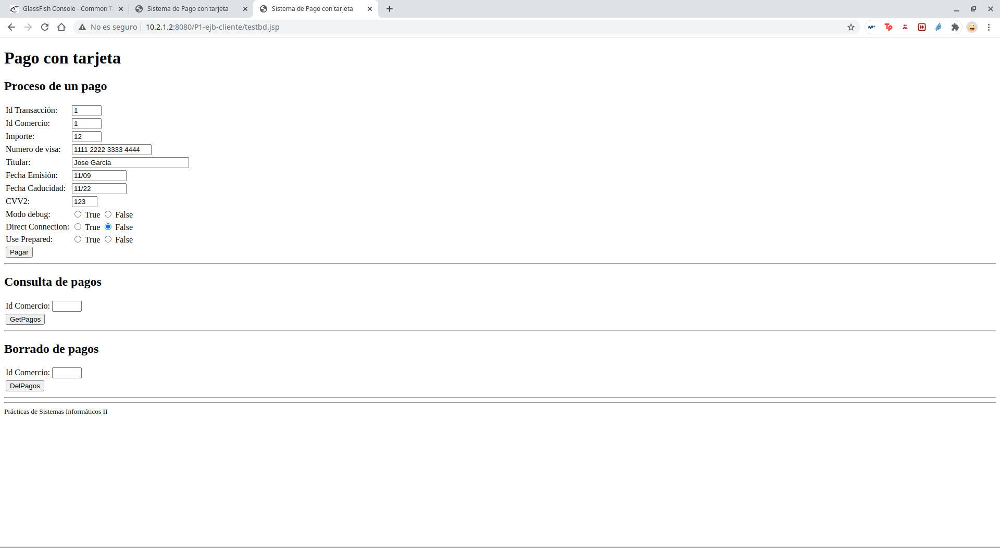 GlassFish Console - Common Ta
Sistema de Pago con tarjeta
Sistema de Pago con tarjeta
No es seguro
10.2.1.2:8080/P1-ejb-cliente/testbd.jsp
Pago con tarjeta
Proceso de un pago
Id Transacción: 1
Id Comercio: 1
Importe: 12
Numero de visa: 1111 2222 3333 4444
Titular: Jose Garcia
Fecha Emisión: 11/09
Fecha Caducidad: 11/22
CVV2: 123
Modo debug: True False
Direct Connection: True False
Use Prepared: True False
Pagar
Consulta de pagos
Id Comercio:
GetPagos
Borrado de pagos
Id Comercio:
DelPagos
Prácticas de Sistemas Informáticos II